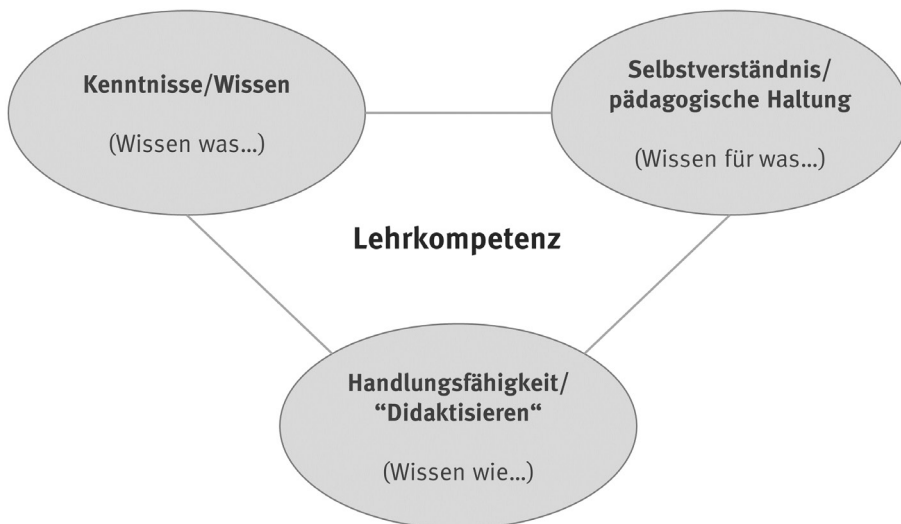 Kenntnisse/Wissen
(Wissen was...)
Selbstverständnis/
pädagogische Haltung
(Wissen für was...)
Lehrkompetenz
Handlungsfähigkeit/
“Didaktisieren“
(Wissen wie...)